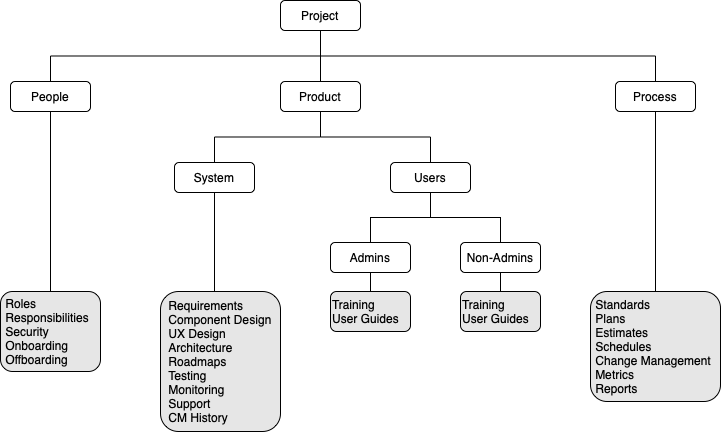 Project
People
Product
Process
System
Users
Admins
Non-Admins
Roles
Responsibilities
Security
Onboarding
Offboarding
Requirements
Component Design
UX Design
Architecture
Roadmaps
Testing
Monitoring
Support
CM History
Training
User Guides
Training
User Guides
Standards
Plans
Estimates
Schedules
Change Management
Metrics
Reports